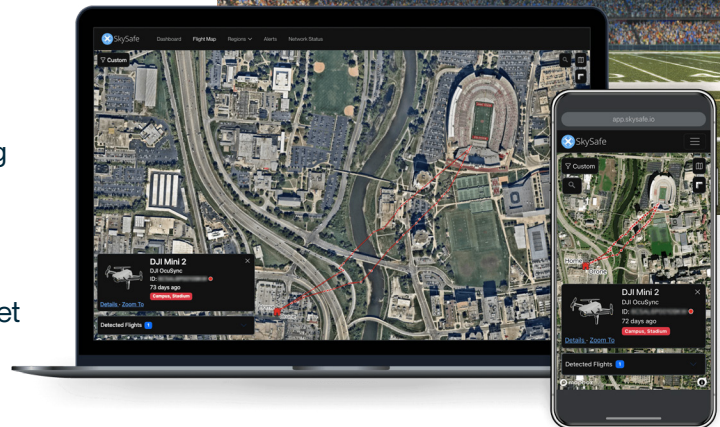 g
et
SkySafe
Dashboard
Flight Map
Regions
Alerts
Network Status
Custom
DJI Mini 2
DJI OcuSync
ID:
73 days ago
Campus, Stadium
Details - Zoom To
Detected Flights 1
app.skysafe.io
SkySafe
Custom
Home
Drone
DJI Mini 2
DJI OcuSync
ID:
72 days ago
Campus, Stadium
Details - Zoom To
Detected Flights 1
mapbox